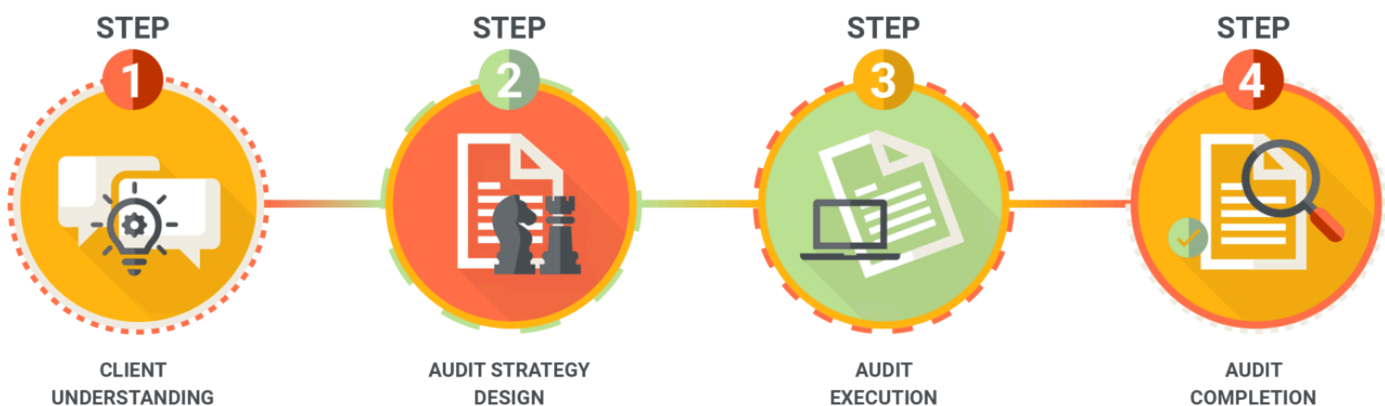 STEP
1
CLIENT
UNDERSTANDING
STEP
2
AUDIT STRATEGY
DESIGN
STEP
3
AUDIT
EXECUTION
STEP
4
AUDIT
COMPLETION